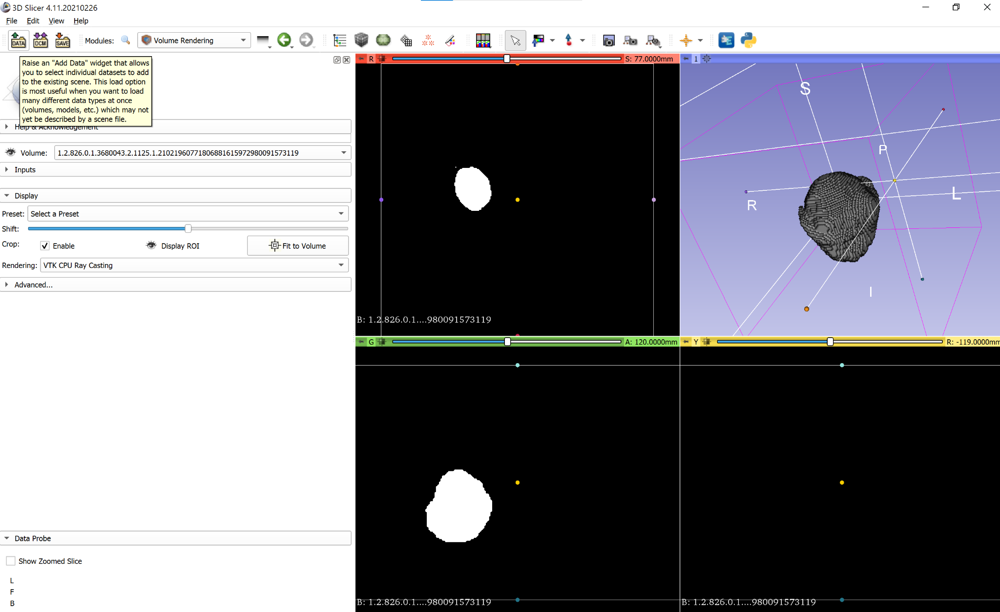 3D Slicer 4.11.20210226
File Edit View Help
DATA DCM SAVE Modules: Volume Rendering
Raise an "Add Data" widget that allows
you to select individual datasets to add
to the existing scene. This load option
is most useful when you want to load
many different data types at once
(volumes, models, etc.) which may not
yet be described by a scene file.
Help & Acknowledgement
Volume: 1.2.826.0.1.3680043.2.1125.1.21021960771806881615972980091573119
Inputs
Display
Preset: Select a Preset
Shift:
Crop: Enable Display ROI Fit to Volume
Rendering: VTK CPU Ray Casting
Advanced...
Data Probe
Show Zoomed Slice
L
F
B
R S: 77.0000mm
B: 1.2.826.0.1....980091573119
1
S
P
R
L
I
G A: 120.0000mm
B: 1.2.826.0.1....980091573119
Y R: -119.0000mm
B: 1.2.826.0.1....980091573119